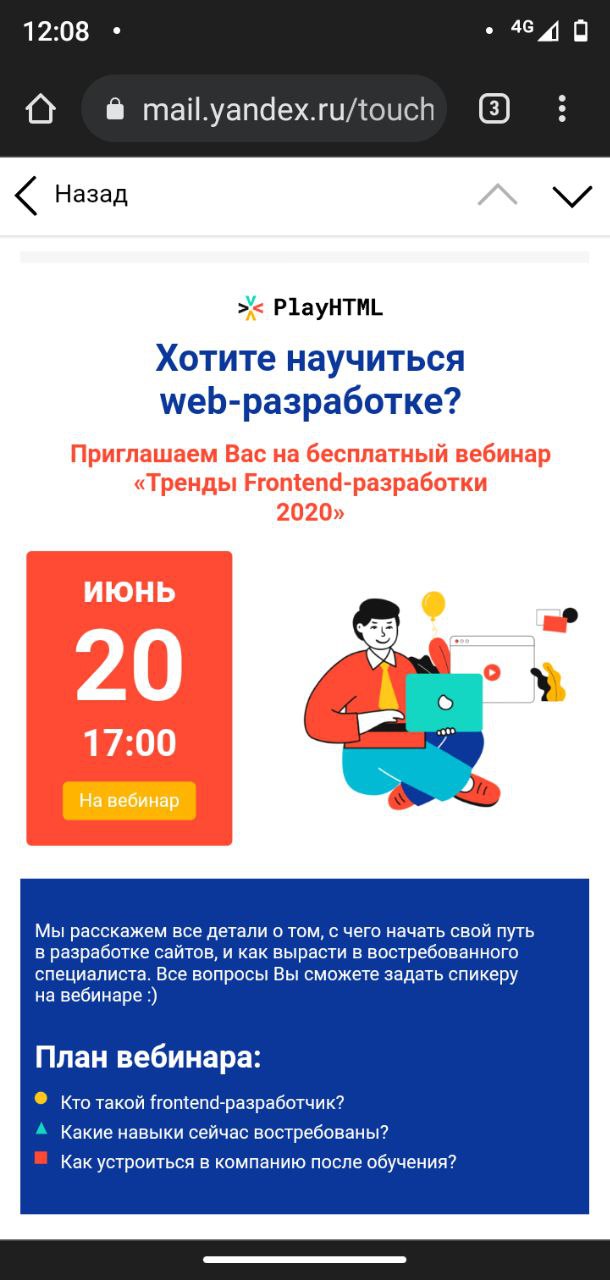 12:08
4G
mail.yandex.ru/touch
3
Назад
PlayHTML
Хотите научиться
web-разработке?
Приглашаем Вас на бесплатный вебинар
«Тренды Frontend-разработки
2020»
июнь
20
17:00
На вебинар
Мы расскажем все детали о том, с чего начать свой путь
в разработке сайтов, и как вырасти в востребованного
специалиста. Все вопросы Вы сможете задать спикеру
на вебинаре :)
План вебинара:
Кто такой frontend-разработчик?
Какие навыки сейчас востребованы?
Как устроиться в компанию после обучения?